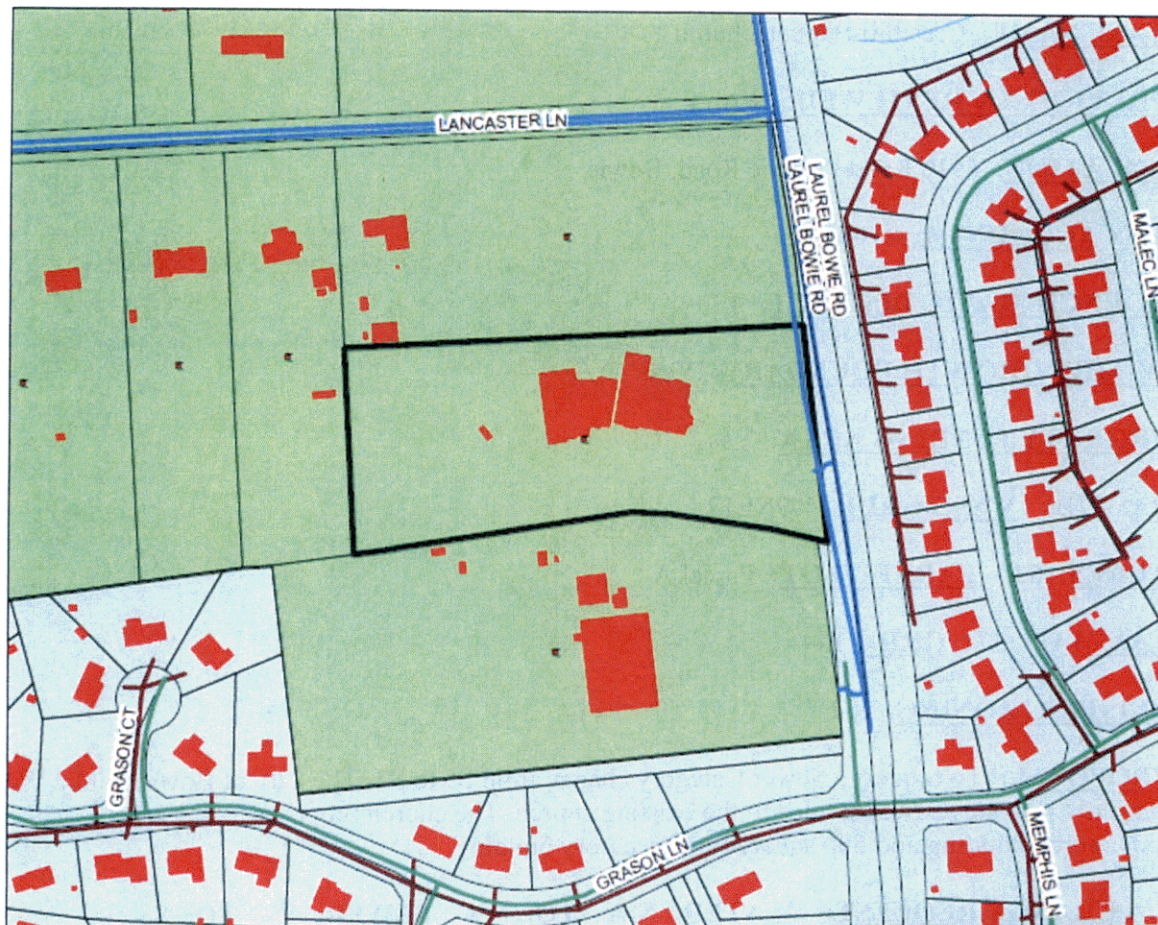 LANCASTER LN
LAUREL BOWIE RD
LAUREL BOWIE RD
MALEC LN
GRASON CT
GRASON LN
MEMPHIS LN